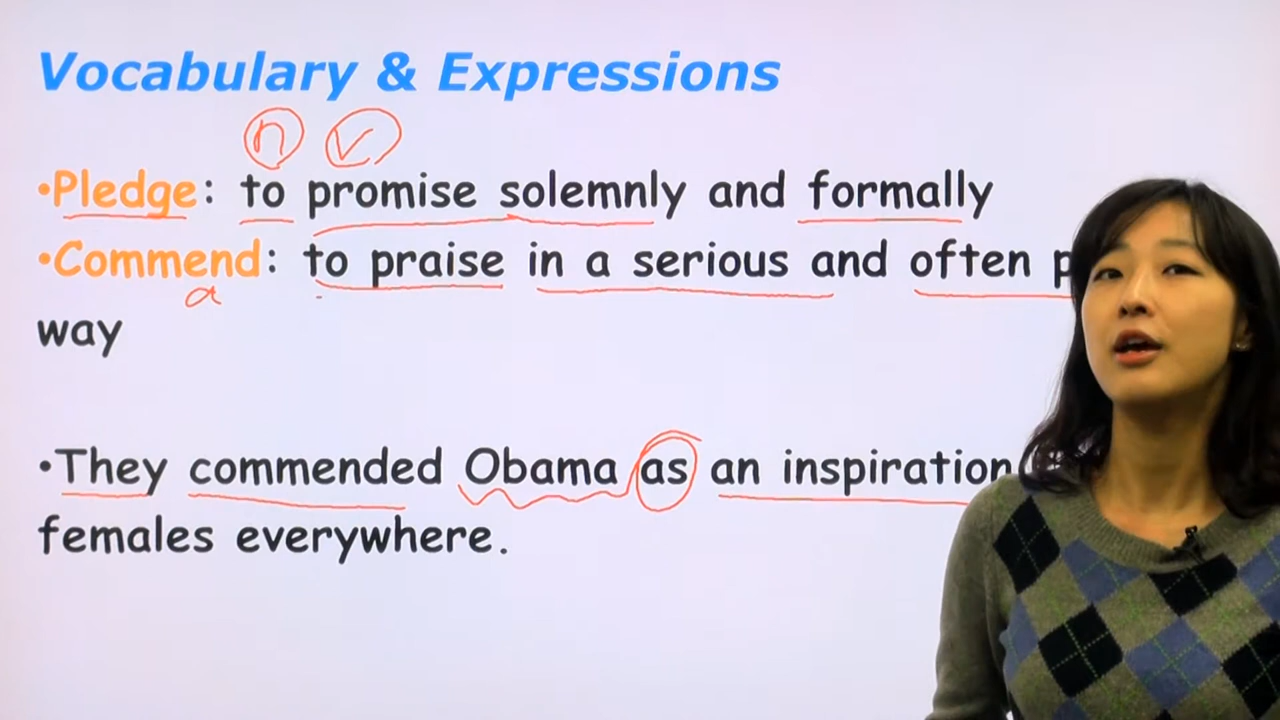 Vocabulary & Expressions
n v
•Pledge: to promise solemnly and formally
•Commend: to praise in a serious and often
a
way
•They commended Obama as an inspiration
females everywhere.